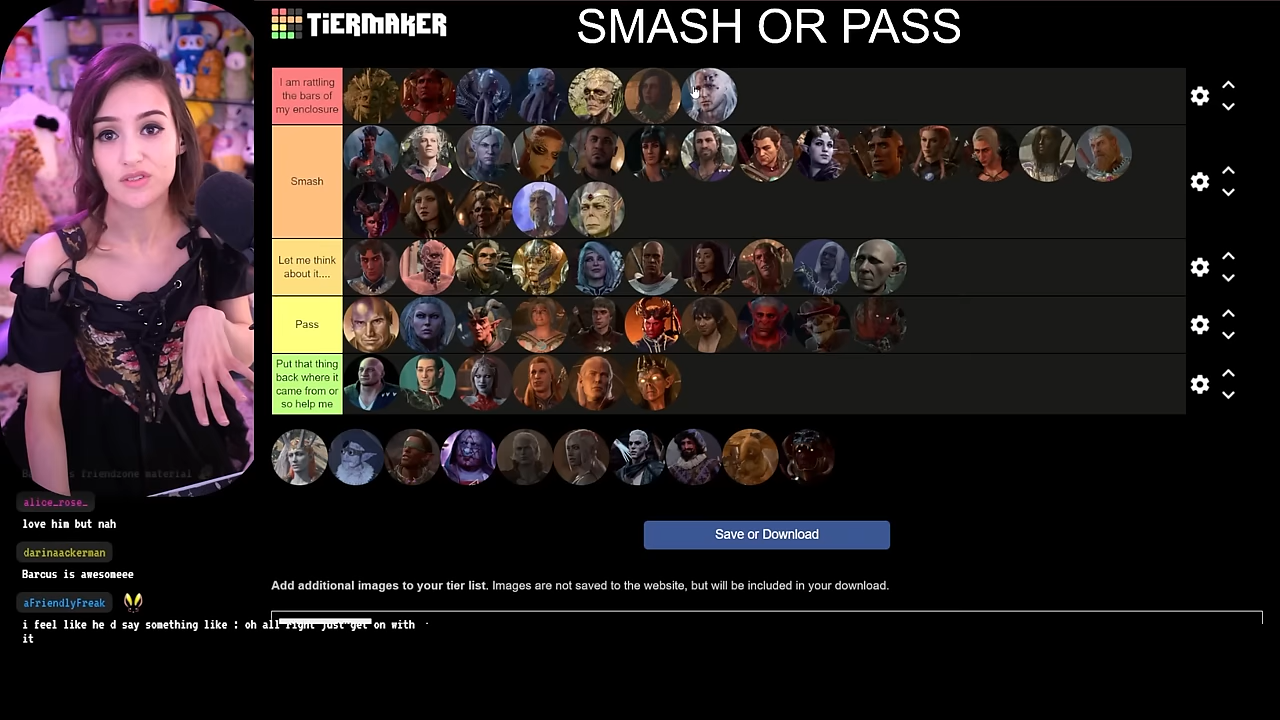 TiERMAKER
SMASH OR PASS
I am rattling
the bars of
my enclosure
Smash
Let me think
about it....
Pass
Put that thing
back where it
came from or
so help me
friendzone material
alice_rose_
love him but nah
darinaackerman
Barcus is awesomeee
aFriendlyFreak
i feel like he d say something like : oh all right just get on with
it
Save or Download
Add additional images to your tier list. Images are not saved to the website, but will be included in your download.